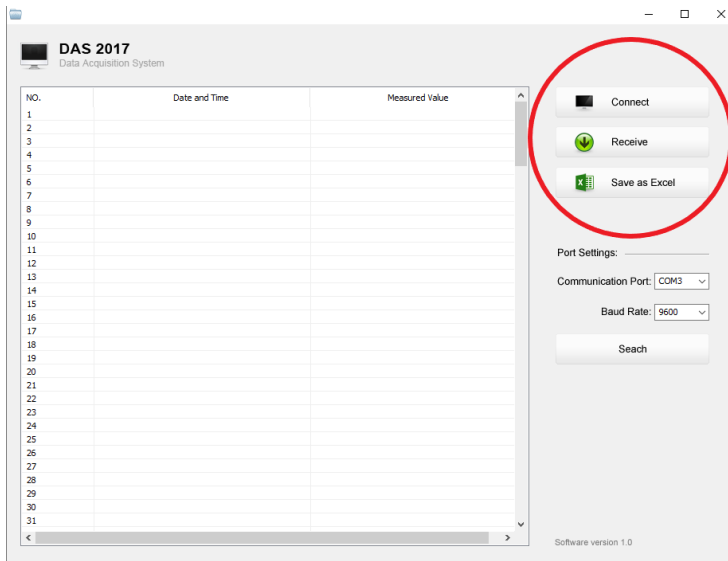 DAS 2017
Data Acquisition System
NO. Date and Time Measured Value
1
2
3
4
5
6
7
8
9
10
11
12
13
14
15
16
17
18
19
20
21
22
23
24
25
26
27
28
29
30
31
Connect
Receive
Save as Excel
Port Settings:
Communication Port: COM3
Baud Rate: 9600
Seach
Software version 1.0